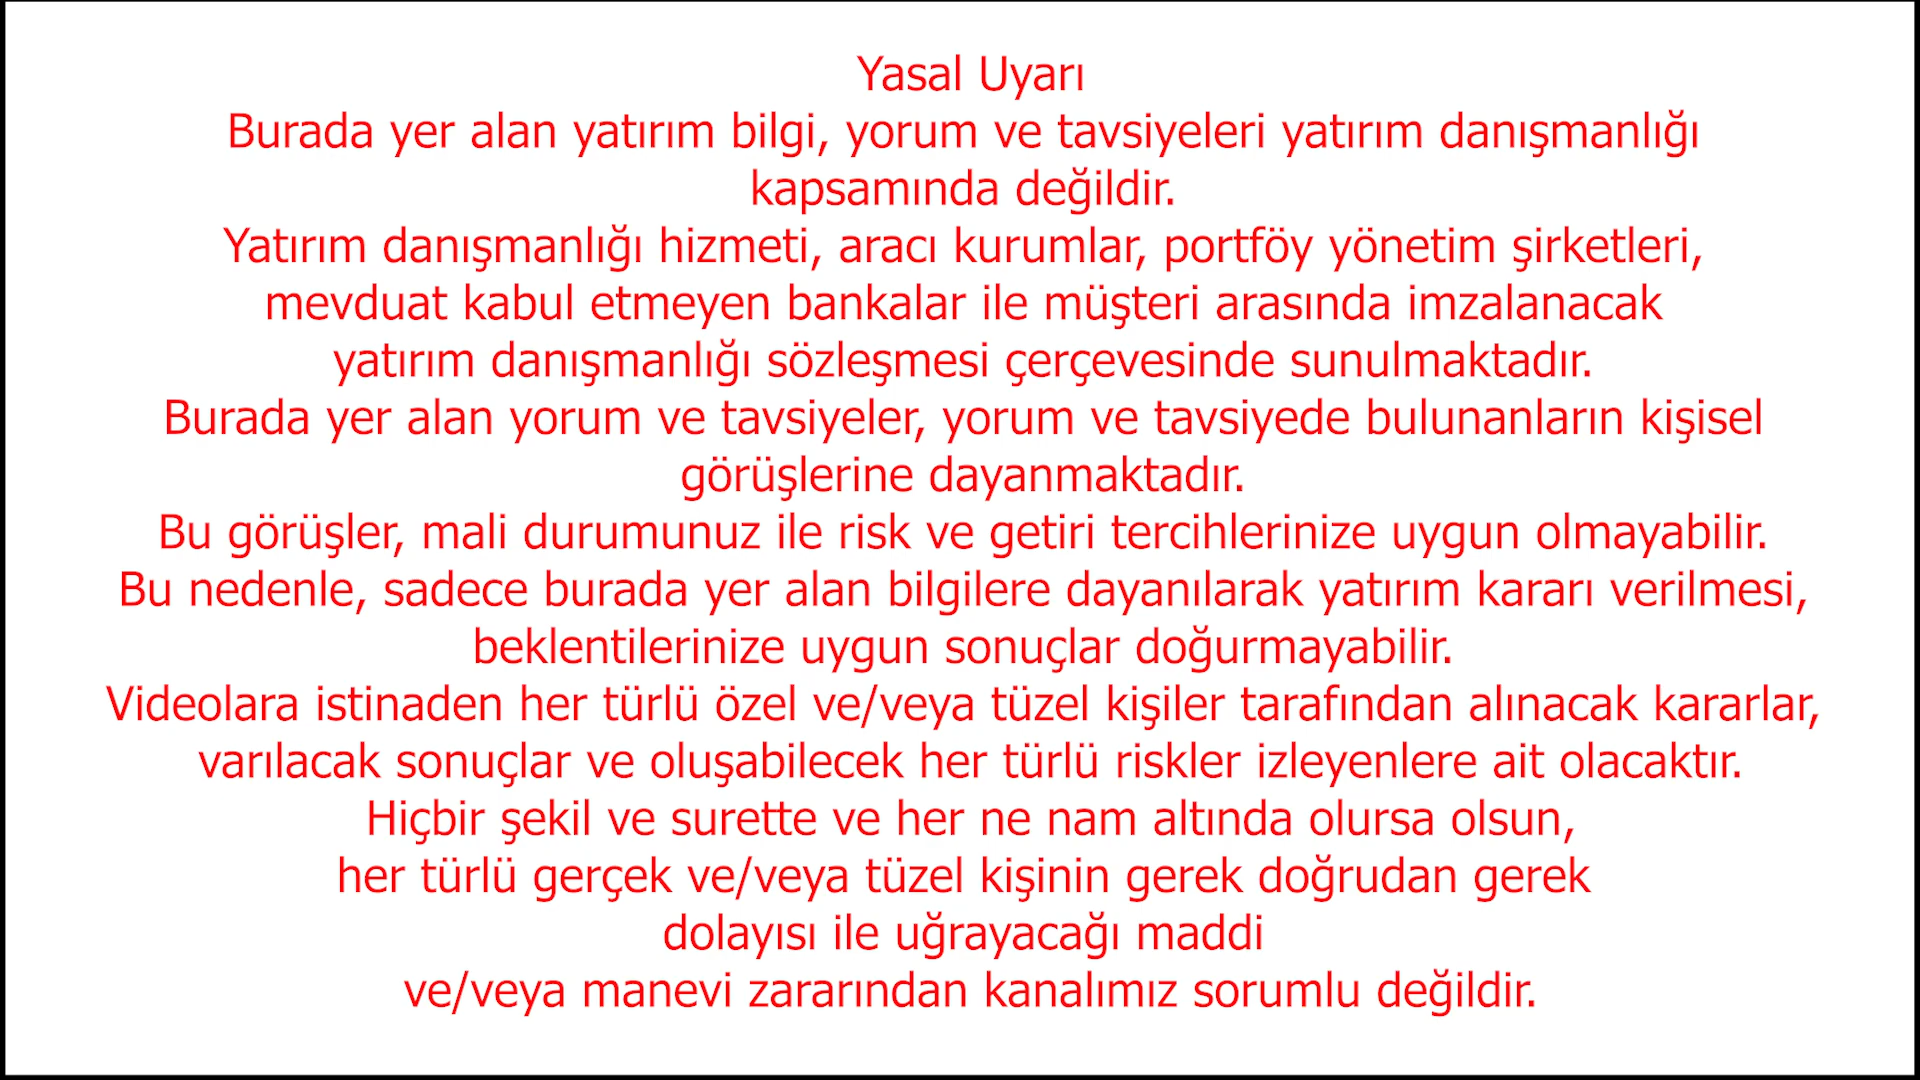 Yasal Uyarı
Burada yer alan yatırım bilgi, yorum ve tavsiyeleri yatırım danışmanlığı
kapsamında değildir.
Yatırım danışmanlığı hizmeti, aracı kurumlar, portföy yönetim şirketleri,
mevduat kabul etmeyen bankalar ile müşteri arasında imzalanacak
yatırım danışmanlığı sözleşmesi çerçevesinde sunulmaktadır.
Burada yer alan yorum ve tavsiyeler, yorum ve tavsiyede bulunanların kişisel
görüşlerine dayanmaktadır.
Bu görüşler, mali durumunuz ile risk ve getiri tercihlerinize uygun olmayabilir.
Bu nedenle, sadece burada yer alan bilgilere dayanılarak yatırım kararı verilmesi,
beklentilerinize uygun sonuçlar doğurmayabilir.
Videolara istinaden her türlü özel ve/veya tüzel kişiler tarafından alınacak kararlar,
varılacak sonuçlar ve oluşabilecek her türlü riskler izleyenlere ait olacaktır.
Hiçbir şekil ve surette ve her ne nam altında olursa olsun,
her türlü gerçek ve/veya tüzel kişinin gerek doğrudan gerek
dolayısı ile uğrayacağı maddi
ve/veya manevi zararından kanalımız sorumlu değildir.